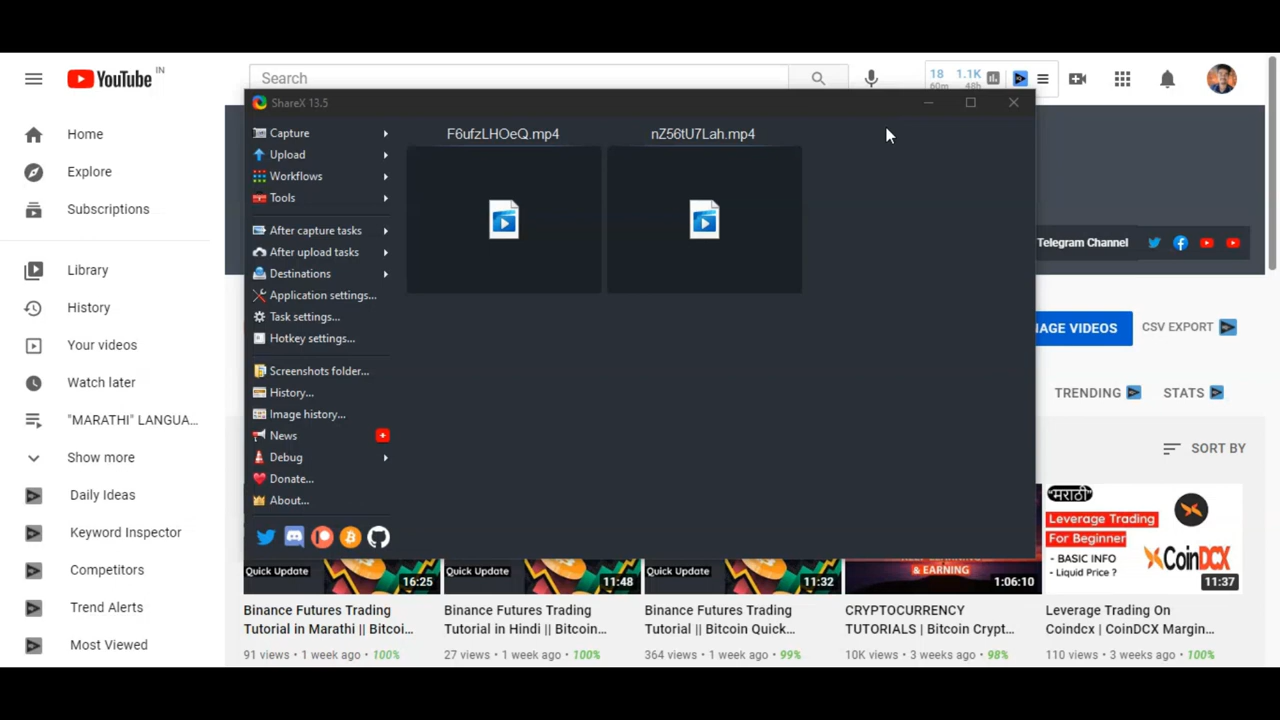 YouTube IN
Search
18 1.1K
60m 48h
ShareX 13.5
Home
Explore
Subscriptions
Library
History
Your videos
Watch later
"MARATHI" LANGUA...
Show more
Daily Ideas
Keyword Inspector
Competitors
Trend Alerts
Most Viewed
Capture
Upload
Workflows
Tools
After capture tasks
After upload tasks
Destinations
Application settings...
Task settings...
Hotkey settings...
Screenshots folder...
History...
Image history...
News
Debug
Donate...
About...
F6ufzLHOeQ.mp4
nZ56tU7Lah.mp4
Telegram Channel
AGE VIDEOS
CSV EXPORT
TRENDING
STATS
SORT BY
Quick Update
16:25
Binance Futures Trading
Tutorial in Marathi || Bitcoi...
91 views • 1 week ago • 100%
Quick Update
11:48
Binance Futures Trading
Tutorial in Hindi || Bitcoin...
27 views • 1 week ago • 100%
Quick Update
11:32
Binance Futures Trading
Tutorial || Bitcoin Quick...
364 views • 1 week ago • 99%
& EARNING
1:06:10
CRYPTOCURRENCY
TUTORIALS | Bitcoin Crypt...
10K views • 3 weeks ago • 98%
मराठी
Leverage Trading
For Beginner
- BASIC INFO
- Liquid Price ?
CoinDCX
11:37
Leverage Trading On
Coindcx | CoinDCX Margin...
110 views • 3 weeks ago • 100%